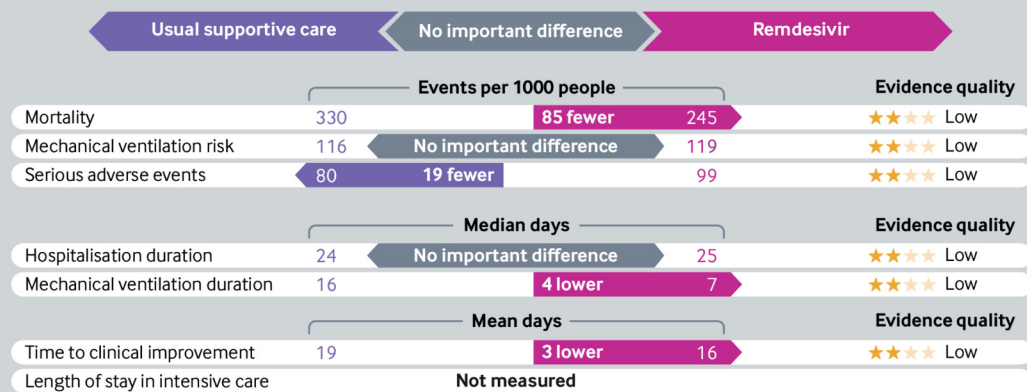 Usual supportive care No important difference Remdesivir
Events per 1000 people Evidence quality
Mortality 330 85 fewer 245 Low
Mechanical ventilation risk 116 No important difference 119 Low
Serious adverse events 80 19 fewer 99 Low
Median days Evidence quality
Hospitalisation duration 24 No important difference 25 Low
Mechanical ventilation duration 16 4 lower 7 Low
Mean days Evidence quality
Time to clinical improvement 19 3 lower 16 Low
Length of stay in intensive care Not measured